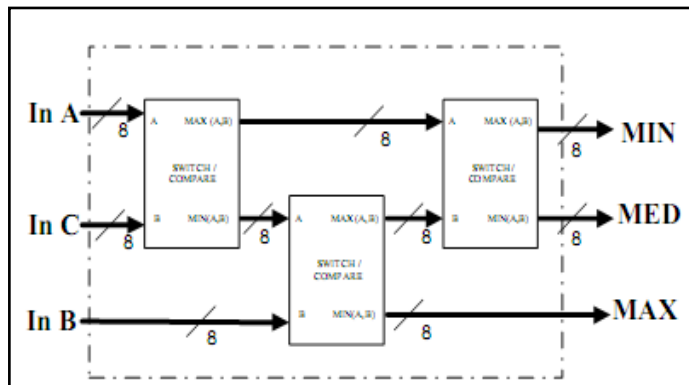 In A
8
A
MAX (A,B)
SWITCH /
COMPARE
B
MIN(A,B)
In C
8
8
8
A
MAX(A,B)
SWITCH /
COMPARE
B
MIN(A,B)
In B
8
8
8
A
MAX (A,B)
SWITCH /
COMPARE
B
MIN(A,B)
8
MIN
8
MED
MAX